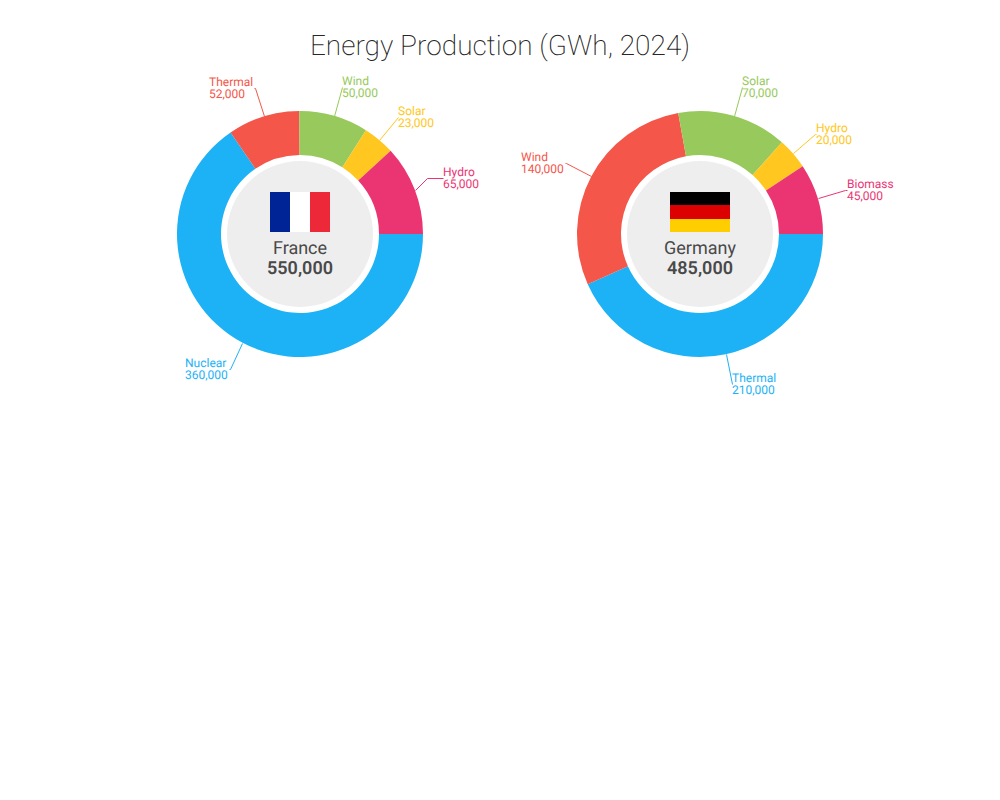 Energy Production (GWh, 2024)
Thermal
52,000
Wind
50,000
Solar
23,000
Hydro
65,000
France
550,000
Nuclear
360,000
Solar
70,000
Hydro
20,000
Wind
140,000
Biomass
45,000
Germany
485,000
Thermal
210,000